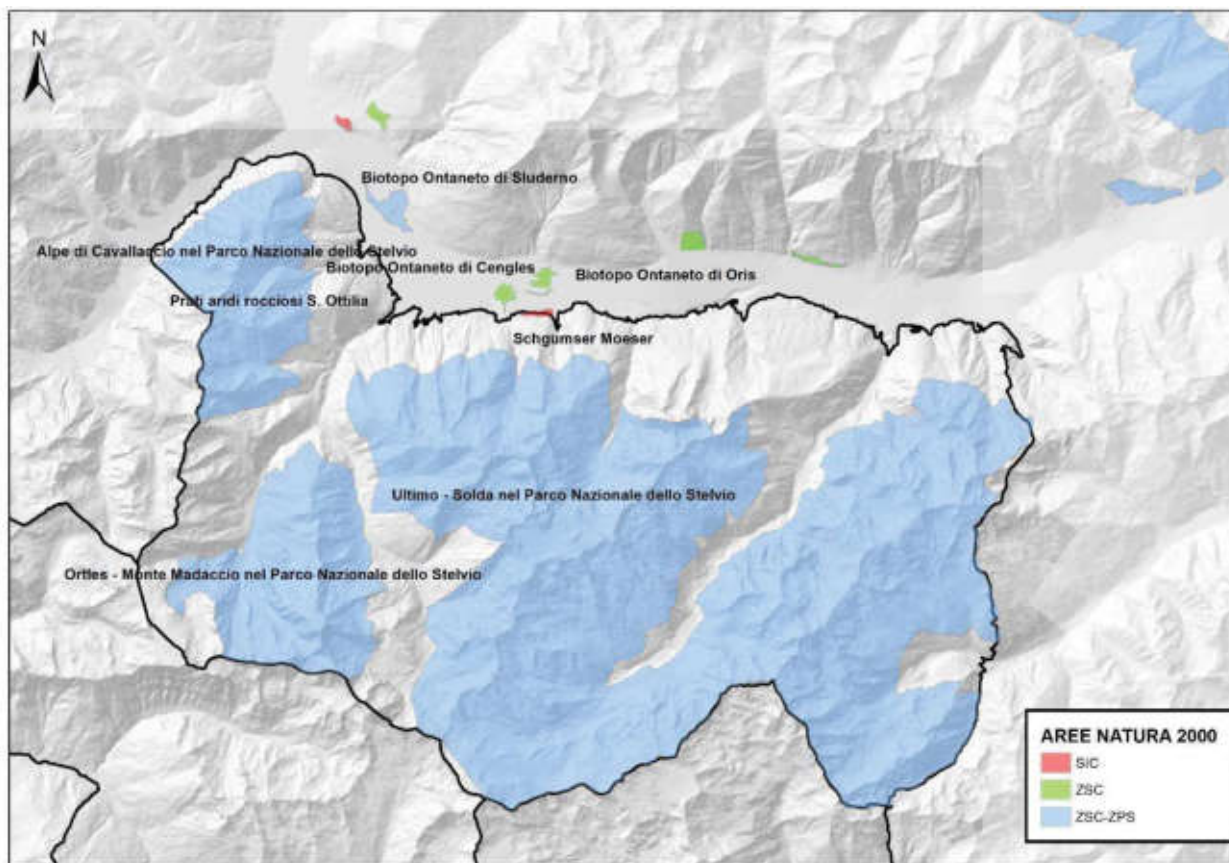 N
Biotopo Ontaneto di Sluderno
Alpe di Cavallaccio nel Parco Nazionale dello Stelvio
Biotopo Ontaneto di Cengles
Biotopo Ontaneto di Oris
Prati aridi rocciosi S. Ottilia
Schgumser Moeser
Ultimo - Solda nel Parco Nazionale dello Stelvio
Ortles - Monte Madaccio nel Parco Nazionale dello Stelvio
AREE NATURA 2000
SIC
ZSC
ZSC-ZPS